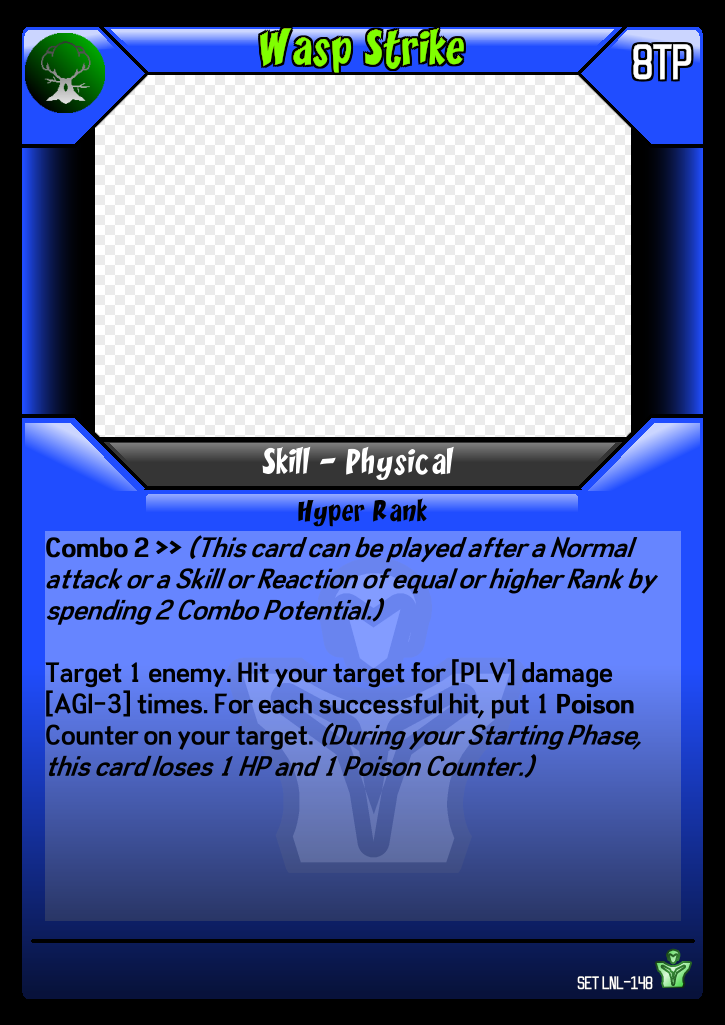 Wasp Strike
8TP
Skill - Physical
Hyper Rank
Combo 2 >> (This card can be played after a Normal
attack or a Skill or Reaction of equal or higher Rank by
spending 2 Combo Potential.)
Target 1 enemy. Hit your target for [PLV] damage
[AGI-3] times. For each successful hit, put 1 Poison
Counter on your target. (During your Starting Phase,
this card loses 1 HP and 1 Poison Counter.)
SET LNL-148